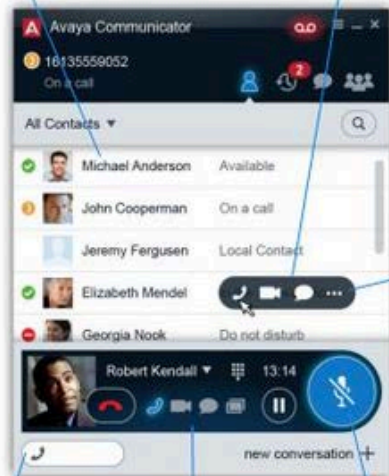 Avaya Communicator
16135559052
On a call
2
All Contacts ▼
Michael Anderson Available
John Cooperman On a call
Jeremy Fergusen Local Contact
Elizabeth Mendel
Georgia Nook Do not disturb
Robert Kendall ▼ 13:14
new conversation +